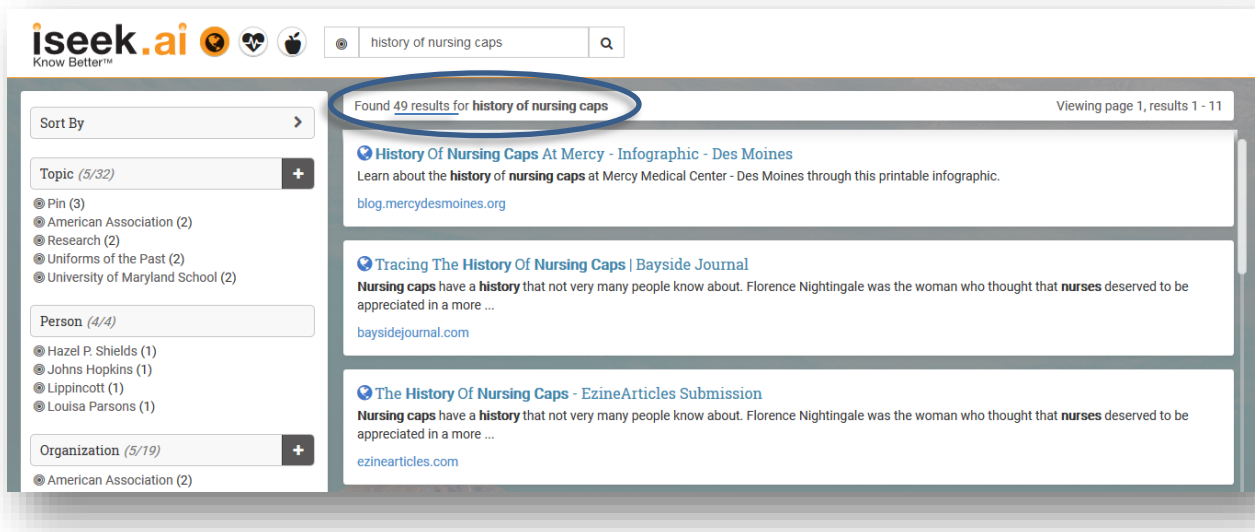 iseek.ai
Know Better™
history of nursing caps
Sort By
Topic (5/32)
Pin (3)
American Association (2)
Research (2)
Uniforms of the Past (2)
University of Maryland School (2)
Person (4/4)
Hazel P. Shields (1)
Johns Hopkins (1)
Lippincott (1)
Louisa Parsons (1)
Organization (5/19)
American Association (2)
Found 49 results for history of nursing caps
Viewing page 1, results 1 - 11
History Of Nursing Caps At Mercy - Infographic - Des Moines
Learn about the history of nursing caps at Mercy Medical Center - Des Moines through this printable infographic.
blog.mercydesmoines.org
Tracing The History Of Nursing Caps | Bayside Journal
Nursing caps have a history that not very many people know about. Florence Nightingale was the woman who thought that nurses deserved to be
appreciated in a more ...
baysidejournal.com
The History Of Nursing Caps - EzineArticles Submission
Nursing caps have a history that not very many people know about. Florence Nightingale was the woman who thought that nurses deserved to be
appreciated in a more ...
ezinearticles.com